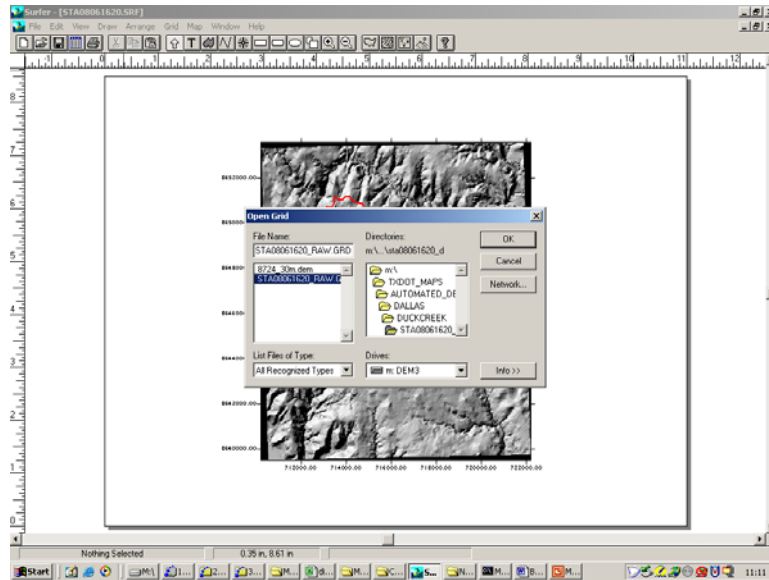 Surfer - [STA08061620.SRF]
File Edit View Draw Arrange Grid Map Window Help
Open Grid
File Name:
STA08061620_RAW.GRD
8724_30m.dem
STA08061620_RAW.G
List Files of Type:
All Recognized Types
Directories:
m:\...\sta08061620_d
m:\
TXDOT_MAPS
AUTOMATED_DE
DALLAS
DUCKCREEK
STA08061620_
Drives:
m: DEM3
OK
Cancel
Network...
Info >>
712000.00 714000.00 716000.00 718000.00 720000.00 722000.00
Nothing Selected 0.35 in, 8.61 in
Start M:\ 1... 2... 3... M... d... M... C... S... N... M... B... M... 11:11